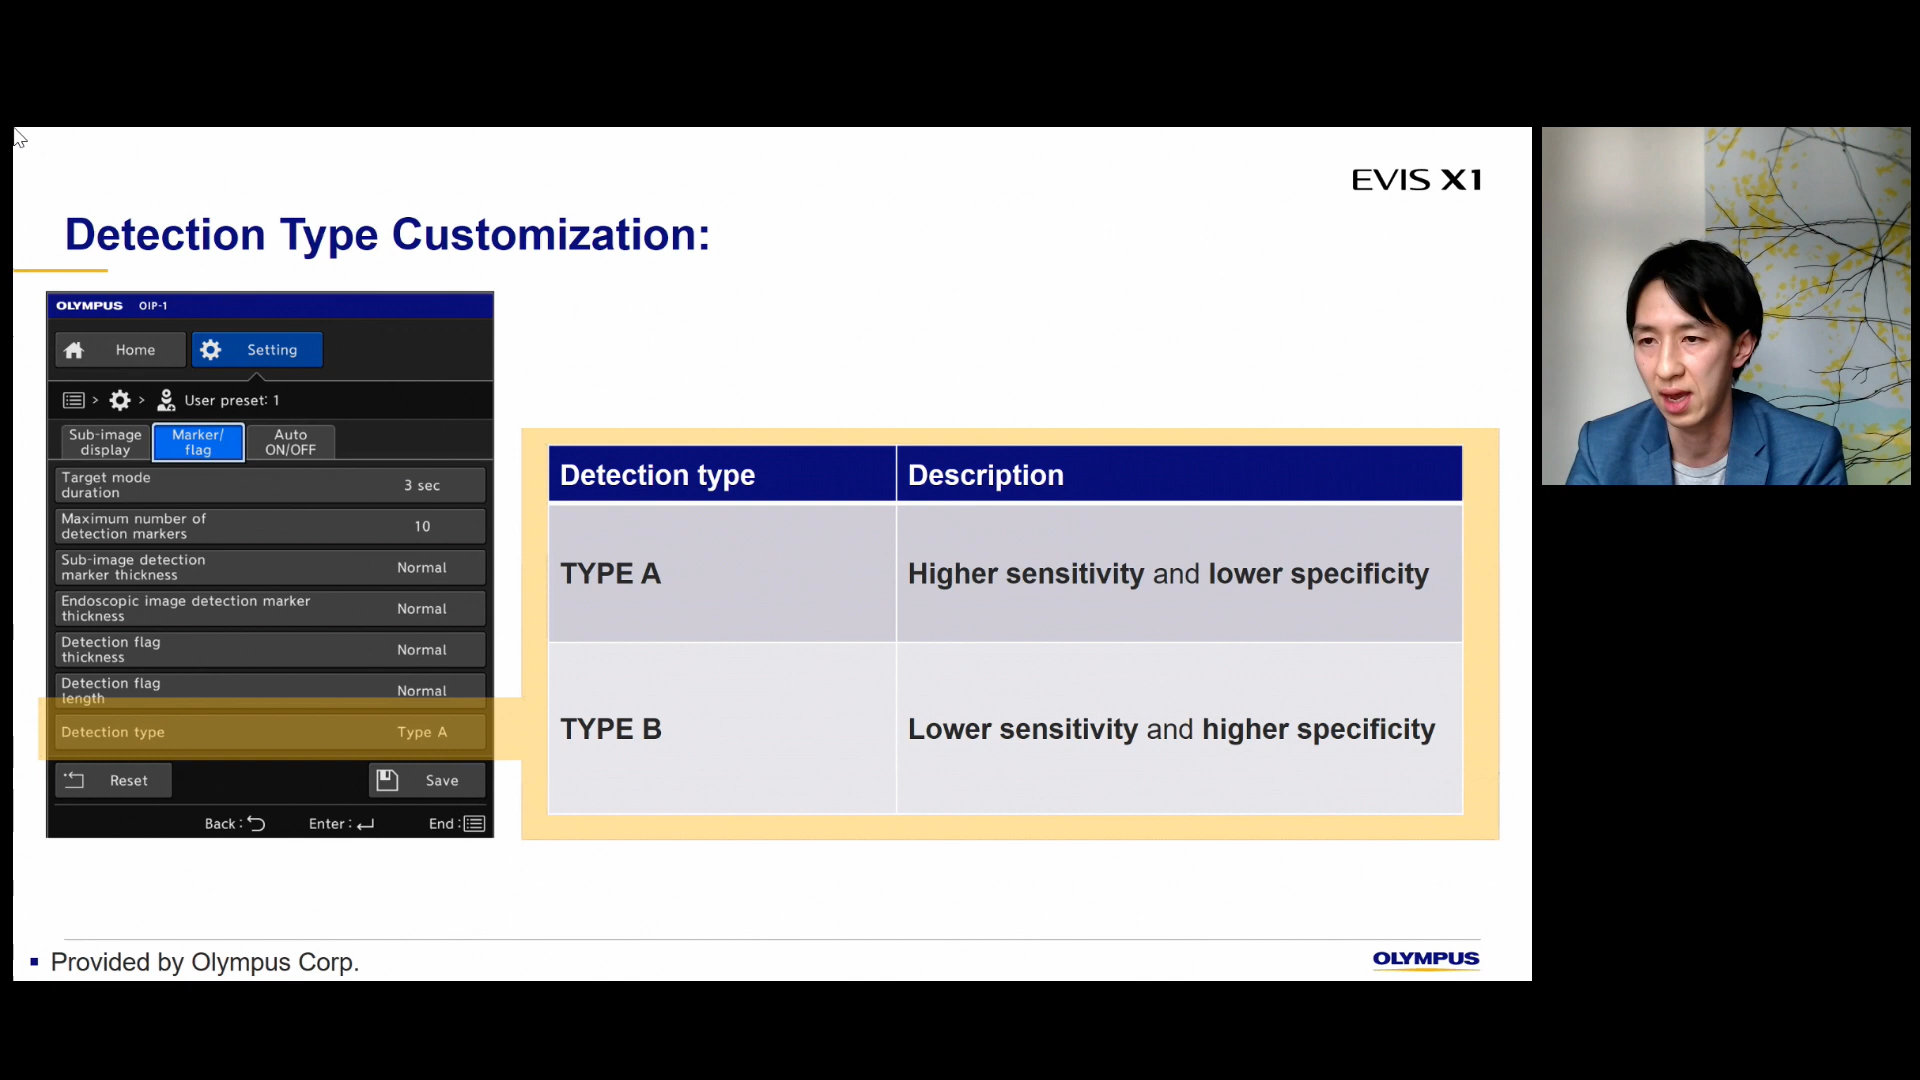 EVIS X1
Detection Type Customization:
OLYMPUS OIP-1
Home Setting
> > User preset: 1
Sub-image display
Marker/ flag
Auto ON/OFF
Target mode duration 3 sec
Maximum number of detection markers 10
Sub-image detection marker thickness Normal
Endoscopic image detection marker thickness Normal
Detection flag thickness Normal
Detection flag length Normal
Detection type Type A
Reset Save
Back: Enter: End:
Detection type Description
TYPE A Higher sensitivity and lower specificity
TYPE B Lower sensitivity and higher specificity
▪ Provided by Olympus Corp.
OLYMPUS